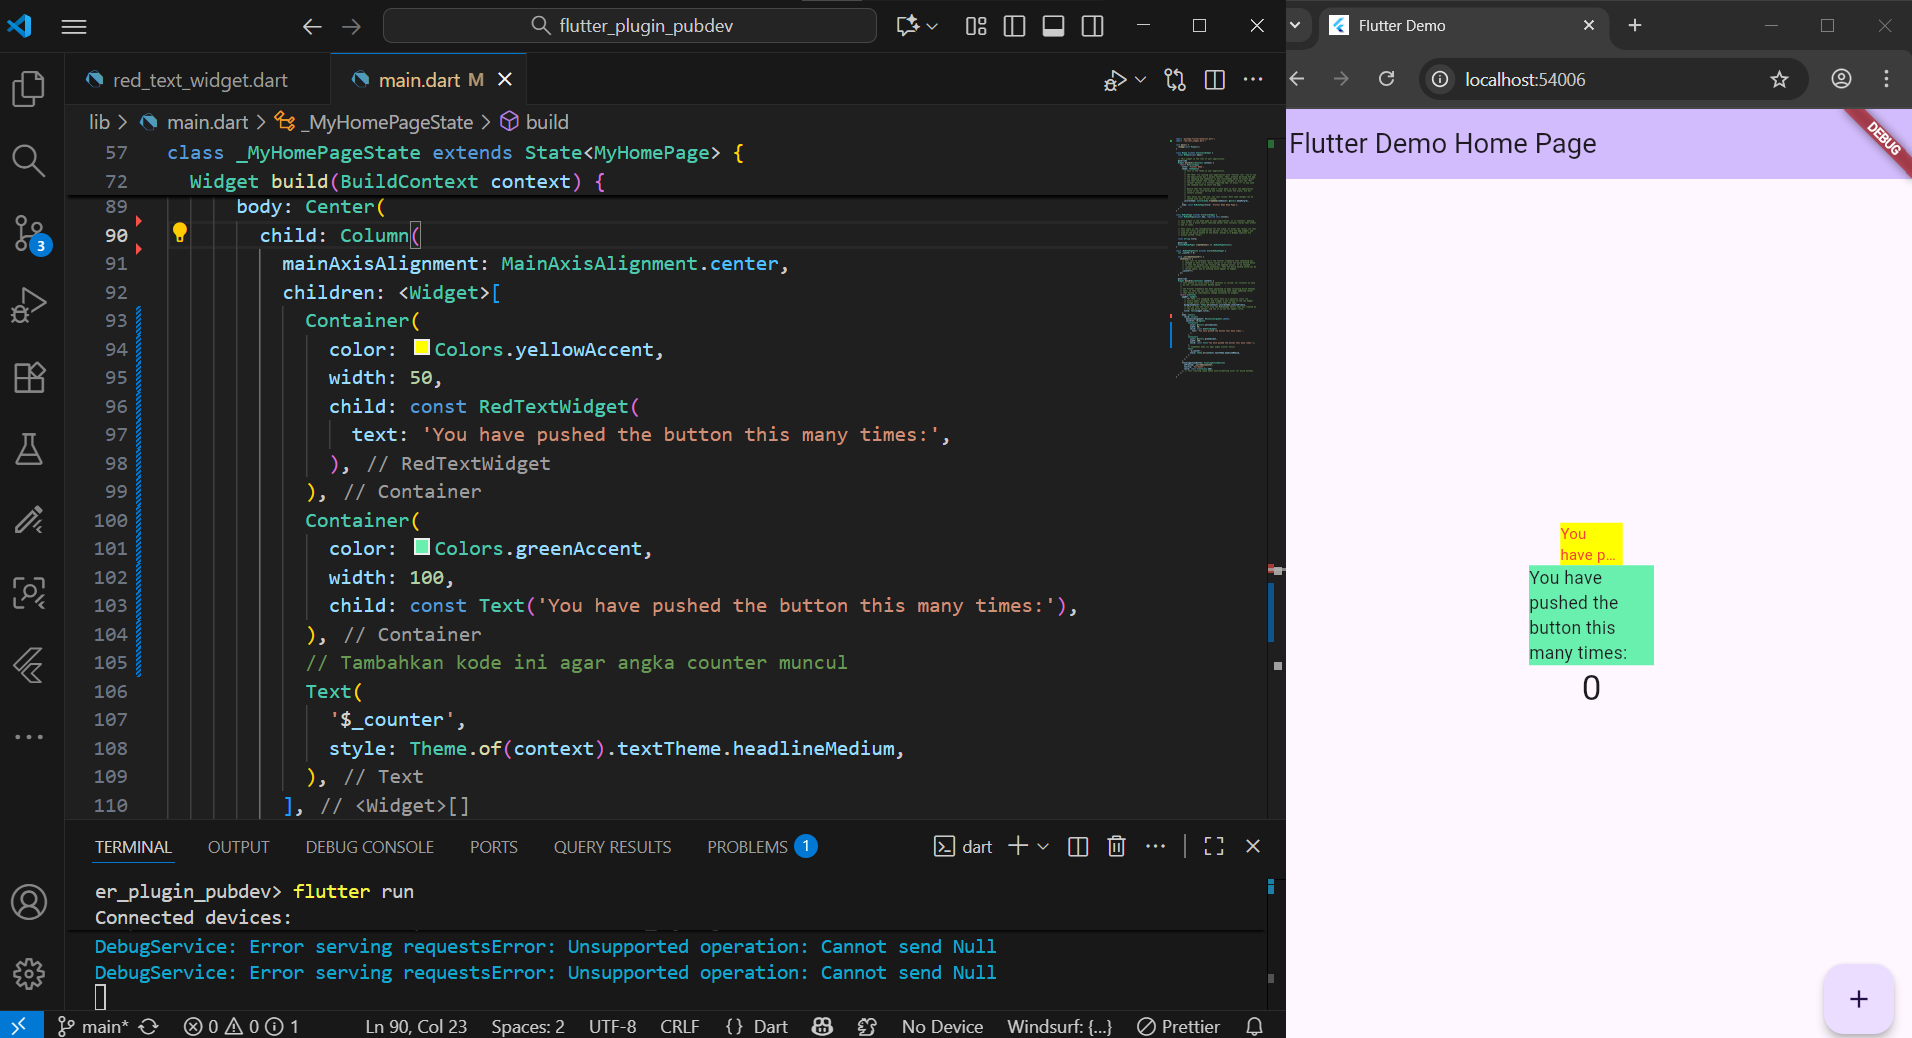 flutter_plugin_pubdev
red_text_widget.dart
main.dart M
lib > main.dart > _MyHomePageState > build
57 class _MyHomePageState extends State<MyHomePage> {
72 Widget build(BuildContext context) {
89 body: Center(
90 child: Column(
91 mainAxisAlignment: MainAxisAlignment.center,
92 children: <Widget>[
93 Container(
94 color: Colors.yellowAccent,
95 width: 50,
96 child: const RedTextWidget(
97 text: 'You have pushed the button this many times:',
98 ), // RedTextWidget
99 ), // Container
100 Container(
101 color: Colors.greenAccent,
102 width: 100,
103 child: const Text('You have pushed the button this many times:'),
104 ), // Container
105 // Tambahkan kode ini agar angka counter muncul
106 Text(
107 '$_counter',
108 style: Theme.of(context).textTheme.headlineMedium,
109 ), // Text
110 ], // <Widget>[]
3
TERMINAL OUTPUT DEBUG CONSOLE PORTS QUERY RESULTS PROBLEMS 1
dart
er_plugin_pubdev> flutter run
Connected devices:
DebugService: Error serving requestsError: Unsupported operation: Cannot send Null
DebugService: Error serving requestsError: Unsupported operation: Cannot send Null
main* 0 0 1 Ln 90, Col 23 Spaces: 2 UTF-8 CRLF {} Dart No Device Windsurf: {...} Prettier
Flutter Demo
localhost:54006
Flutter Demo Home Page
DEBUG
You
have p...
You have
pushed the
button this
many times:
0
+